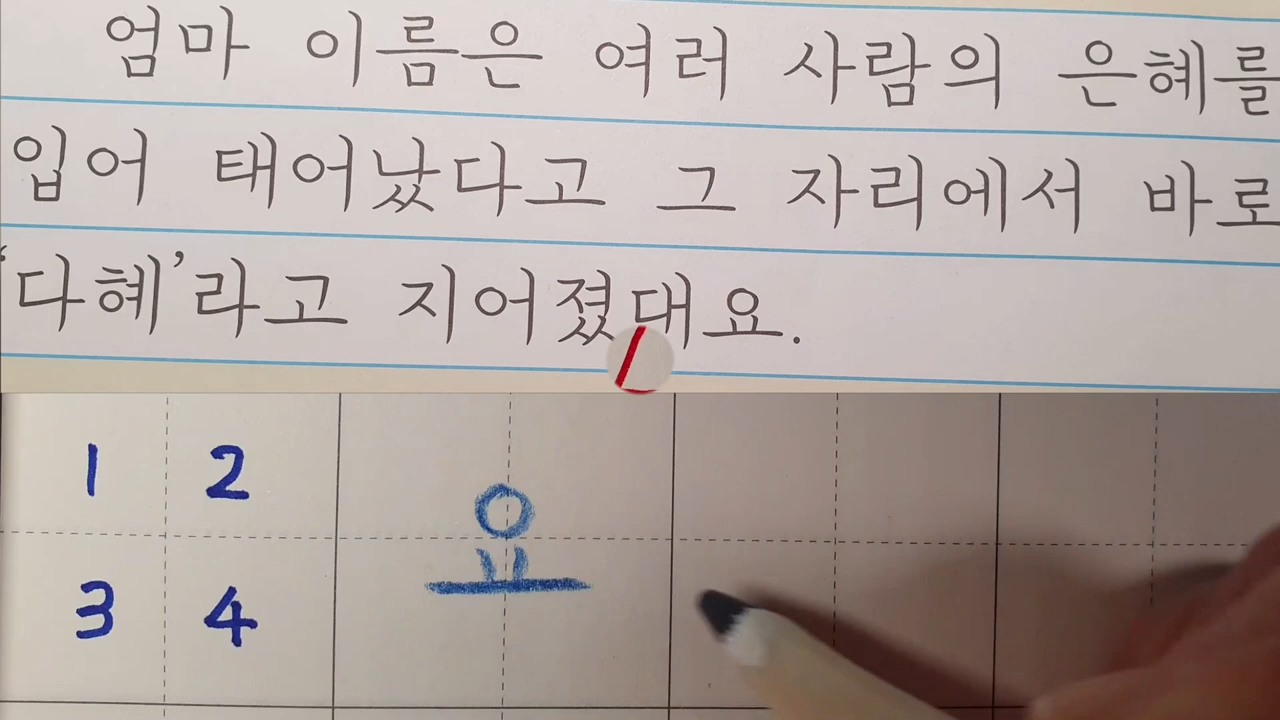 엄마 이름은 여러 사람의 은혜를
입어 태어났다고 그 자리에서 바로
‘다혜’라고 지어졌대요.
1 2
요
3 4